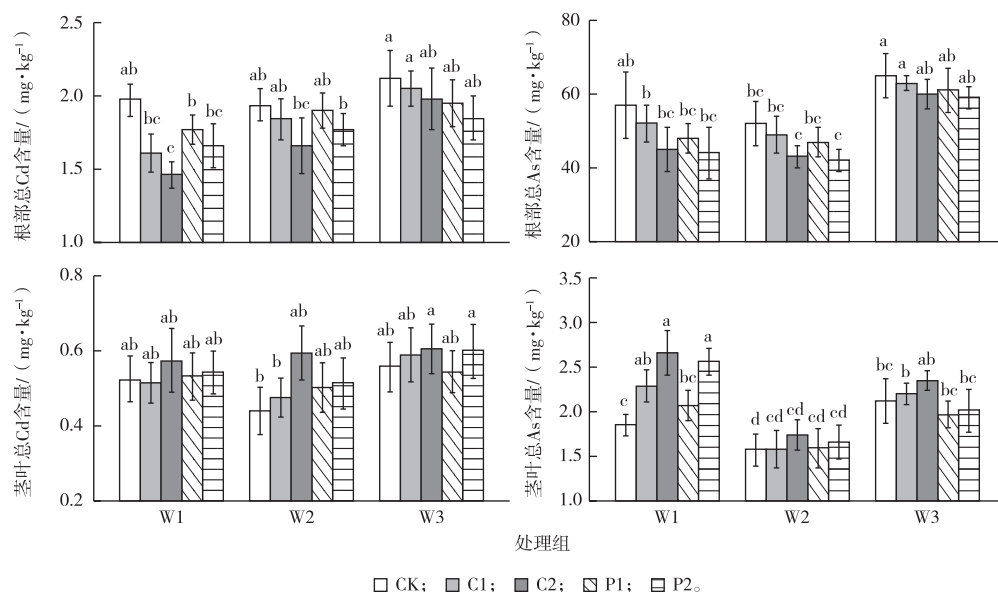 根部总Cd含量/(mg·kg⁻¹)
2.5
2.0
1.5
1.0
ab bc c b bc
ab ab bc ab b
a a ab ab ab
根部总As含量/(mg·kg⁻¹)
80
60
40
20
ab b bc bc bc
bc bc c bc c
a a ab ab ab
茎叶总Cd含量/(mg·kg⁻¹)
0.8
0.6
0.4
0.2
ab ab ab ab ab
b b ab ab ab
ab ab a ab a
W1 W2 W3
茎叶总As含量/(mg·kg⁻¹)
3.5
3.0
2.5
2.0
1.5
1.0
c ab a bc a
d cd cd cd cd
bc b ab bc bc
W1 W2 W3
处理组
CK; C1; C2; P1; P2。